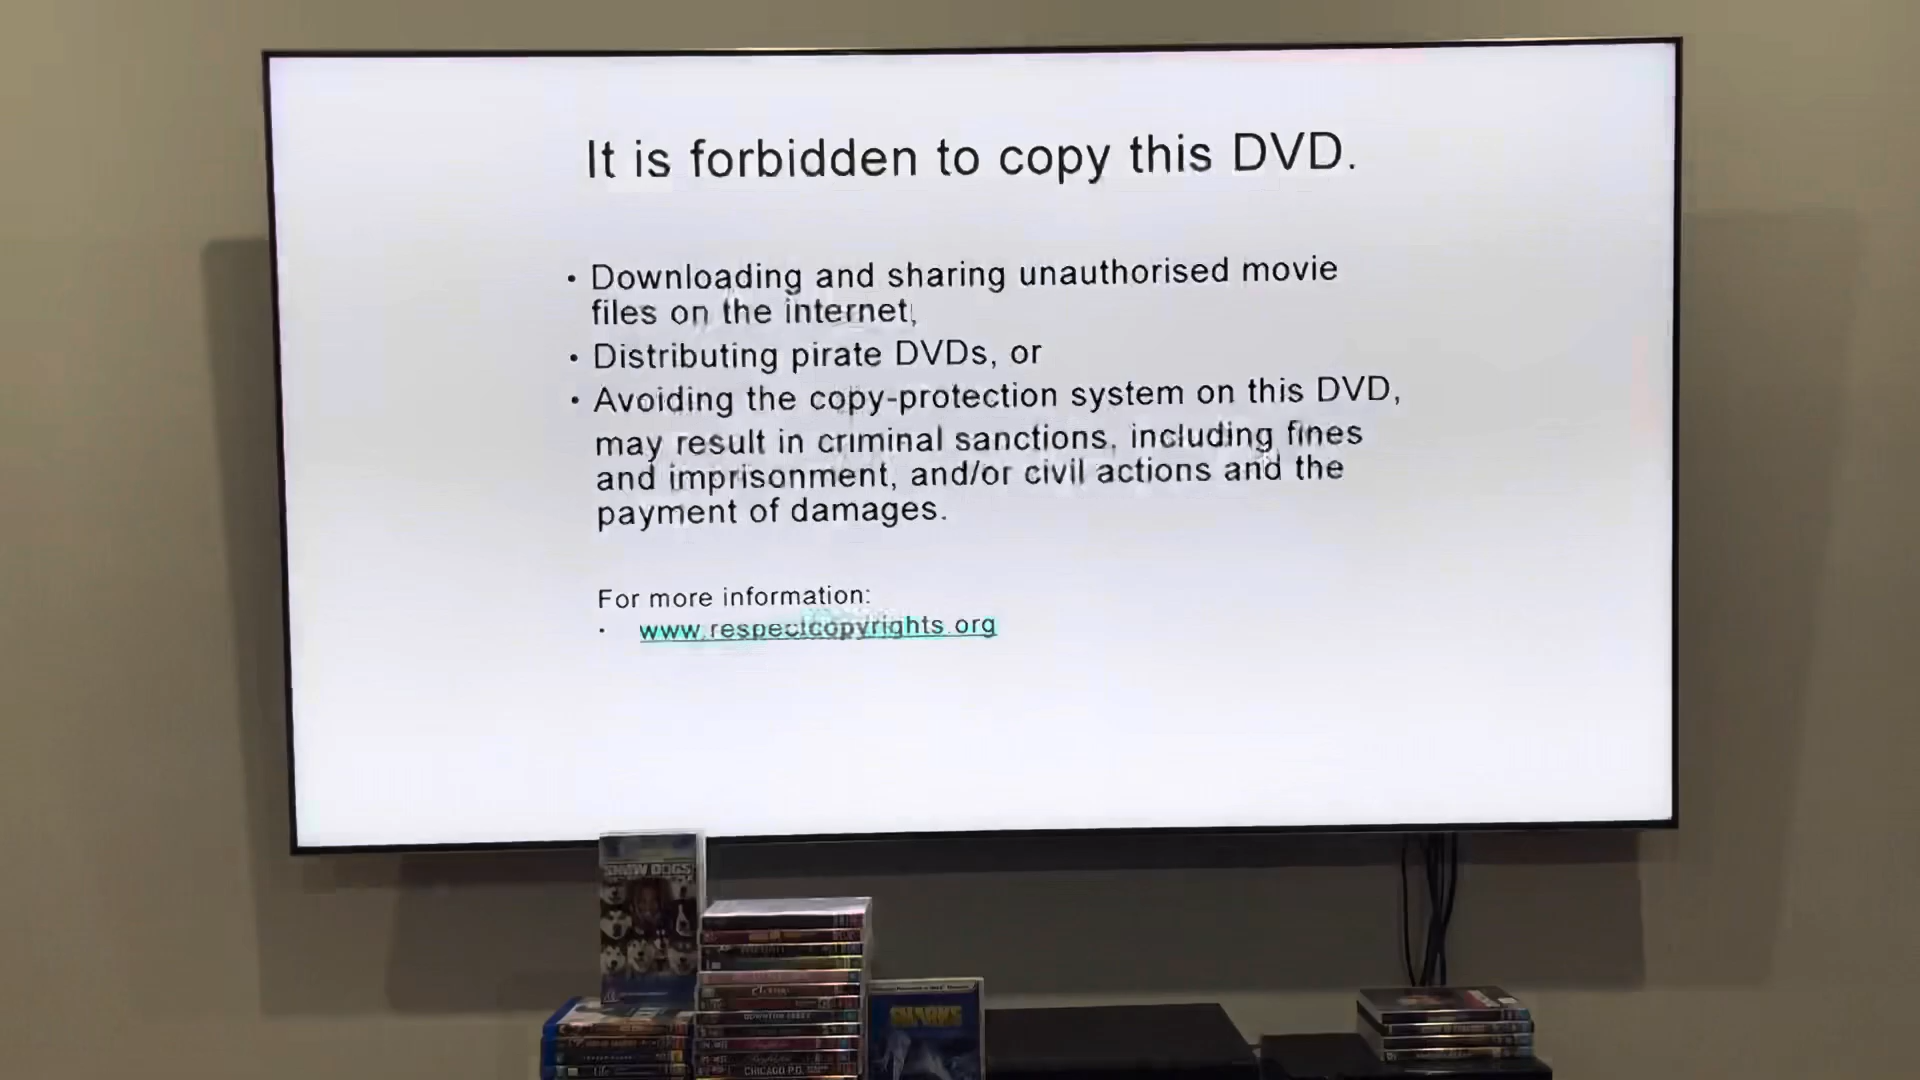 It is forbidden to copy this DVD.
• Downloading and sharing unauthorised movie
files on the internet,
• Distributing pirate DVDs, or
• Avoiding the copy-protection system on this DVD,
may result in criminal sanctions, including fines
and imprisonment, and/or civil actions and the
payment of damages.
For more information:
• www.respectcopyrights.org
SNOW DOGS
DOWNTON ABBEY
SHARKS
CHICAGO P.D.